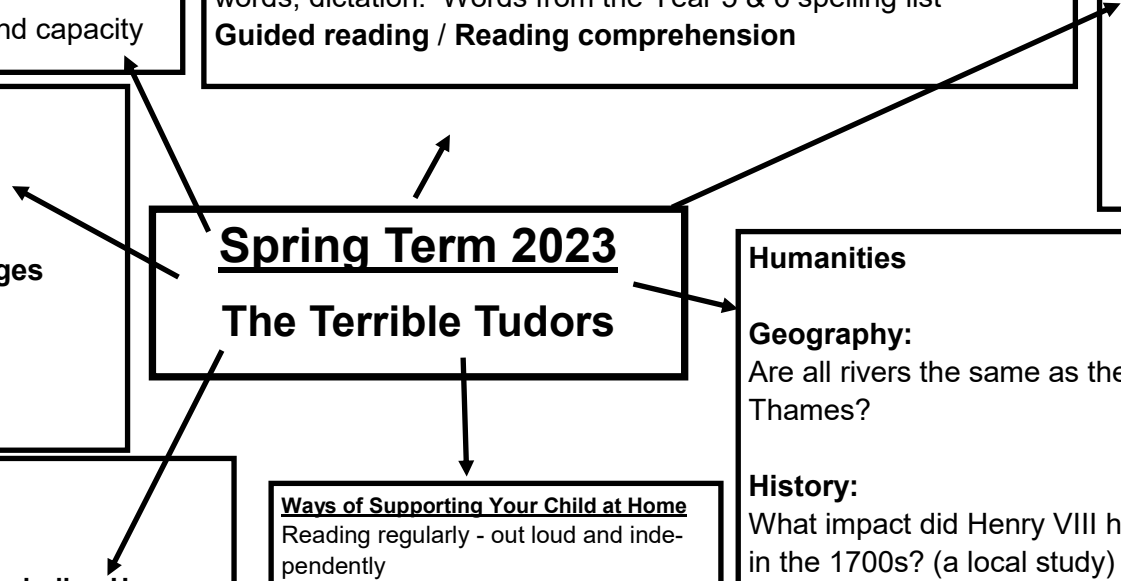 nd capacity
words, dictation. Words from the Year 5 & 6 spelling list
Guided reading / Reading comprehension
ges
Spring Term 2023
The Terrible Tudors
Humanities
Geography:
Are all rivers the same as the
Thames?
History:
What impact did Henry VIII h
in the 1700s? (a local study)
Ways of Supporting Your Child at Home
Reading regularly - out loud and inde-
pendently